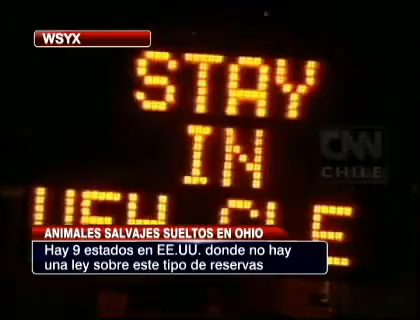 WSYX
STAY
IN
VEHICLE
CNN
CHILE
ANIMALES SALVAJES SUELTOS EN OHIO
Hay 9 estados en EE.UU. donde no hay
una ley sobre este tipo de reservas